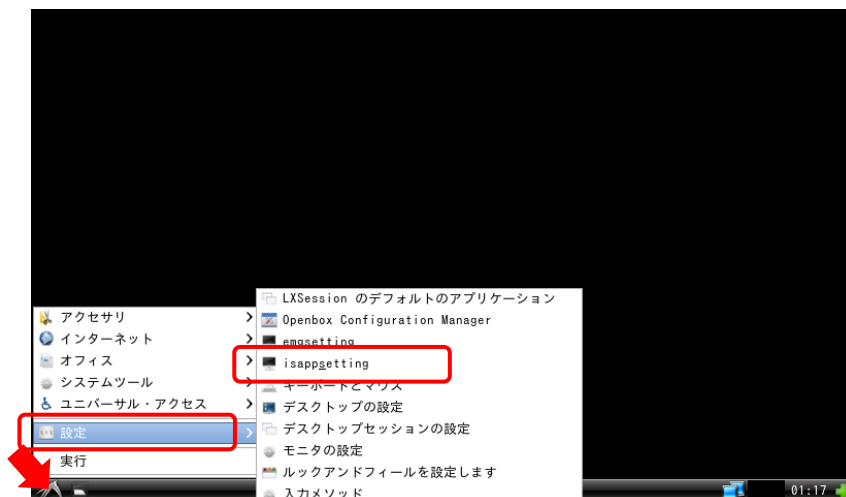 アクセサリ
インターネット
オフィス
システムツール
ユニバーサル・アクセス
設定
実行
LXSession のデフォルトのアプリケーション
Openbox Configuration Manager
emgsetting
isappsetting
キーボードとマウス
デスクトップの設定
デスクトップセッションの設定
モニタの設定
ルックアンドフィールを設定します
入力メソッド
01:17